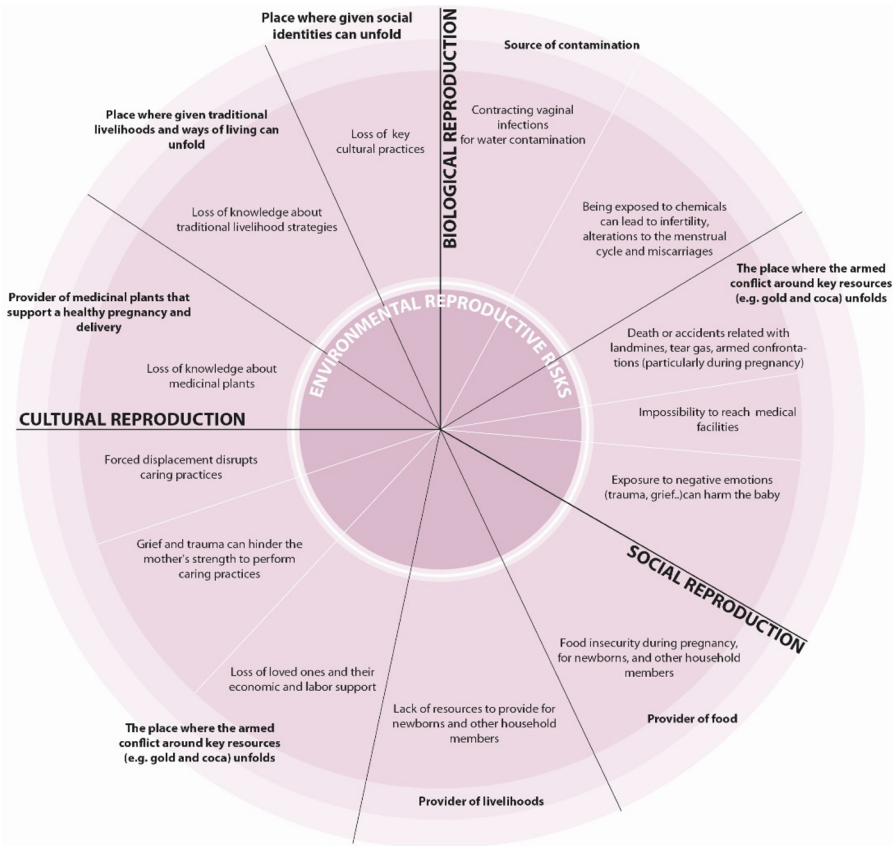 Place where given social
identities can unfold
BIOLOGICAL REPRODUCTION
Source of contamination
Contracting vaginal
infections
for water contamination
Being exposed to chemicals
can lead to infertility,
alterations to the menstrual
cycle and miscarriages
The place where the armed
conflict around key resources
(e.g. gold and coca) unfolds
Death or accidents related with
landmines, tear gas, armed confronta-
tions (particularly during pregnancy)
Impossibility to reach medical
facilities
Exposure to negative emotions
(trauma, grief..)can harm the baby
SOCIAL REPRODUCTION
Food insecurity during pregnancy,
for newborns, and other household
members
Provider of food
Lack of resources to provide for
newborns and other household
members
Provider of livelihoods
Loss of loved ones and their
economic and labor support
The place where the armed
conflict around key resources
(e.g. gold and coca) unfolds
Grief and trauma can hinder the
mother's strength to perform
caring practices
Forced displacement disrupts
caring practices
CULTURAL REPRODUCTION
Loss of knowledge about
medicinal plants
Provider of medicinal plants that
support a healthy pregnancy and
delivery
Loss of knowledge about
traditional livelihood strategies
Place where given traditional
livelihoods and ways of living can
unfold
Loss of key
cultural practices
ENVIRONMENTAL REPRODUCTIVE RISKS